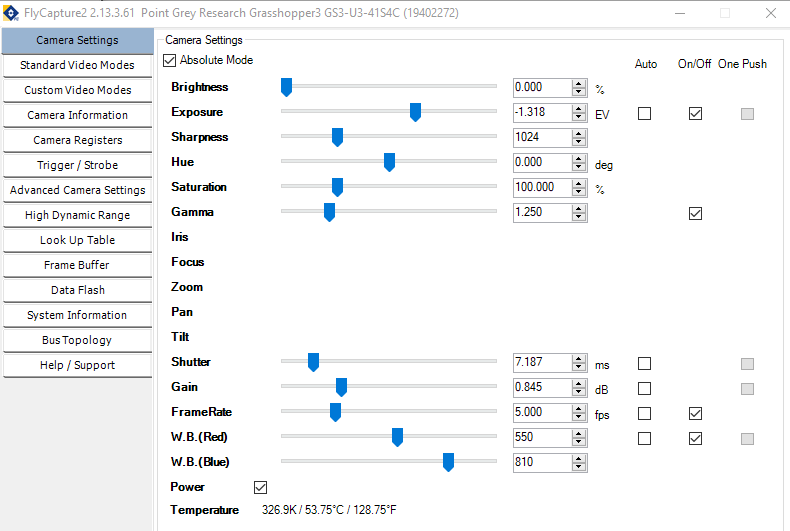 FlyCapture2 2.13.3.61 Point Grey Research Grasshopper3 GS3-U3-41S4C (19402272)
Camera Settings
Standard Video Modes
Custom Video Modes
Camera Information
Camera Registers
Trigger / Strobe
Advanced Camera Settings
High Dynamic Range
Look Up Table
Frame Buffer
Data Flash
System Information
Bus Topology
Help / Support
Camera Settings
Absolute Mode
Auto On/Off One Push
Brightness 0.000 %
Exposure -1.318 EV
Sharpness 1024
Hue 0.000 deg
Saturation 100.000 %
Gamma 1.250
Iris
Focus
Zoom
Pan
Tilt
Shutter 7.187 ms
Gain 0.845 dB
FrameRate 5.000 fps
W.B.(Red) 550
W.B.(Blue) 810
Power
Temperature 326.9K / 53.75°C / 128.75°F